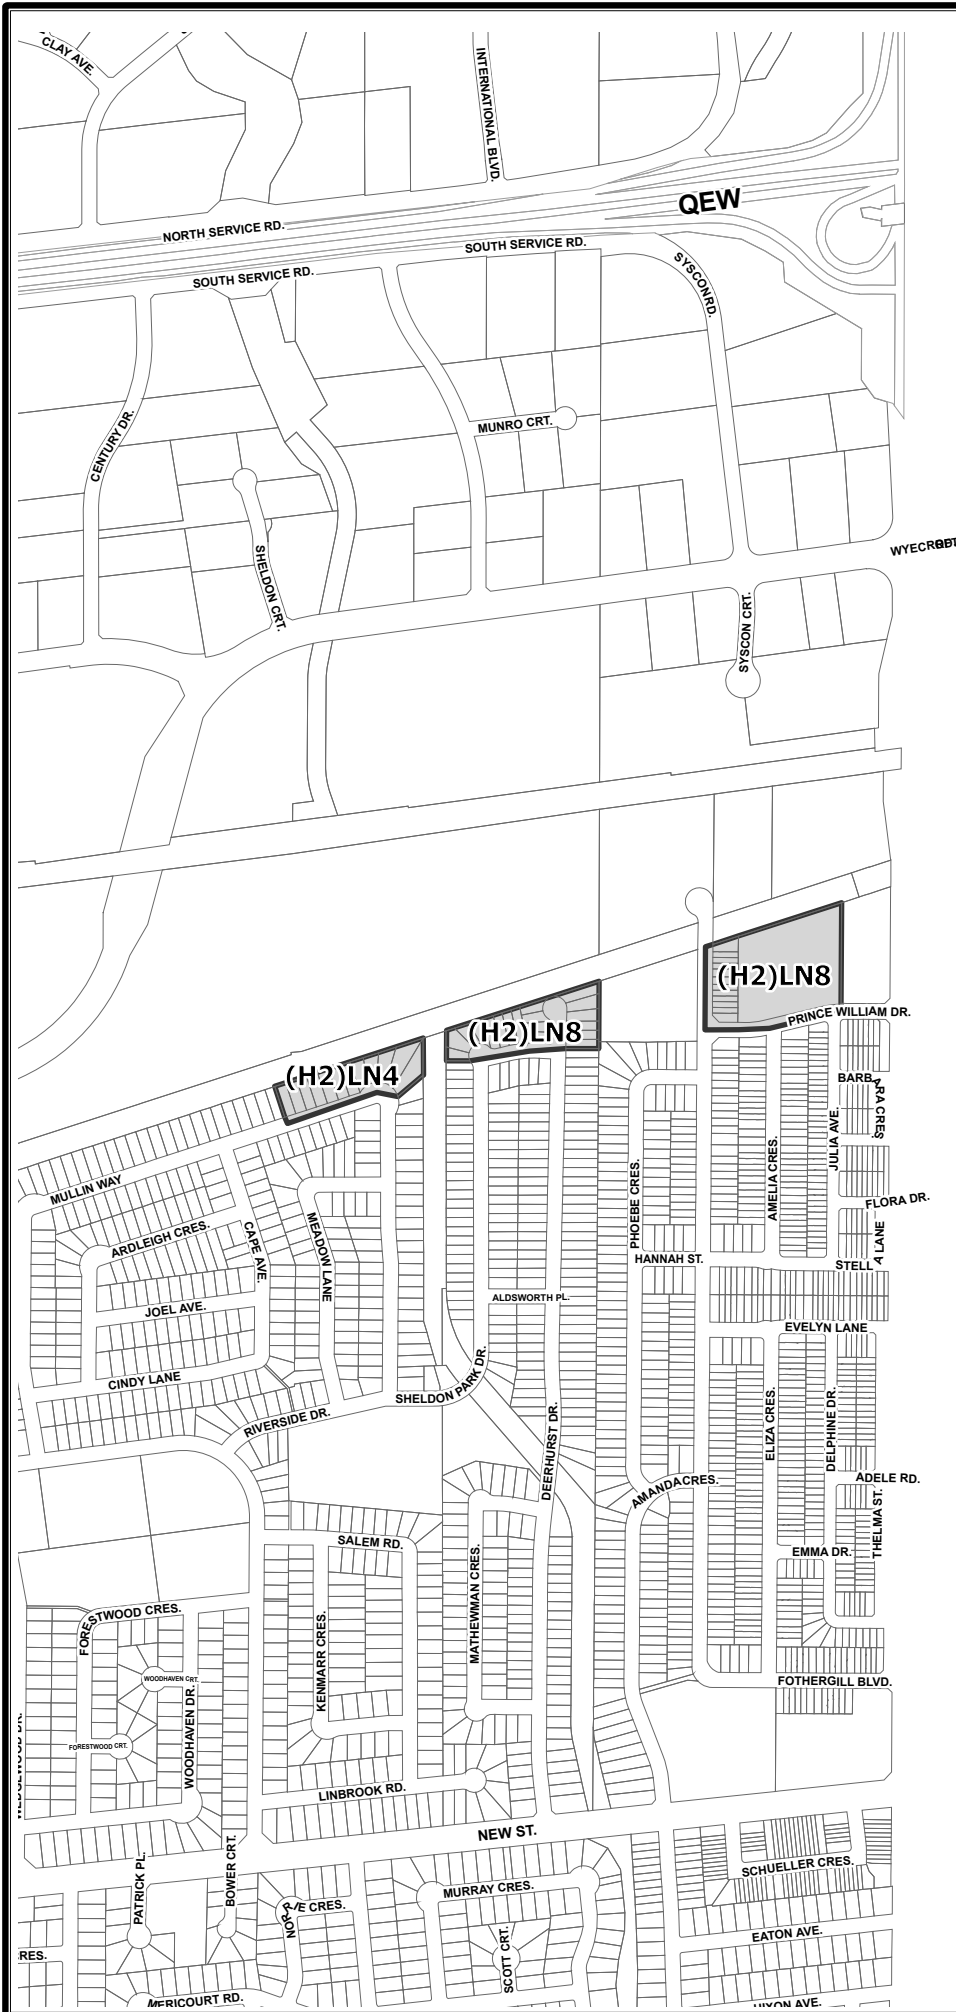 CLAY AVE.
INTERNATIONAL BLVD.
QEW
NORTH SERVICE RD.
SOUTH SERVICE RD.
SOUTH SERVICE RD.
SYSCON RD.
CENTURY DR.
MUNRO CRT.
SHELDON CRT.
SYSCON CRT.
(H2)LN8
PRINCE WILLIAM DR.
(H2)LN8
(H2)LN4
BARBARA CRES.
JULIA AVE.
AMELIA CRES.
PHOEBE CRES.
MULLIN WAY
FLORA DR.
ARDLEIGH CRES.
CAPE AVE.
MEADOW LANE
HANNAH ST.
STELLA LANE
ALDSWORTH PL.
JOEL AVE.
EVELYN LANE
CINDY LANE
SHELDON PARK DR.
RIVERSIDE DR.
DEERHURST DR.
ELIZA CRES.
DELPHINE DR.
AMANDA CRES.
ADELE RD.
THELMA ST.
SALEM RD.
EMMA DR.
MATHEWMAN CRES.
FORESTWOOD CRES.
KENMARR CRES.
WOODHAVEN CRT.
WOODHAVEN DR.
FOTHERGILL BLVD.
FORESTWOOD CRT.
LINBROOK RD.
NEW ST.
SCHUELLER CRES.
PATRICK PL.
BOWER CRT.
MURRAY CRES.
EATON AVE.
SCOTT CRT.
CRES.
MERICOURT RD.